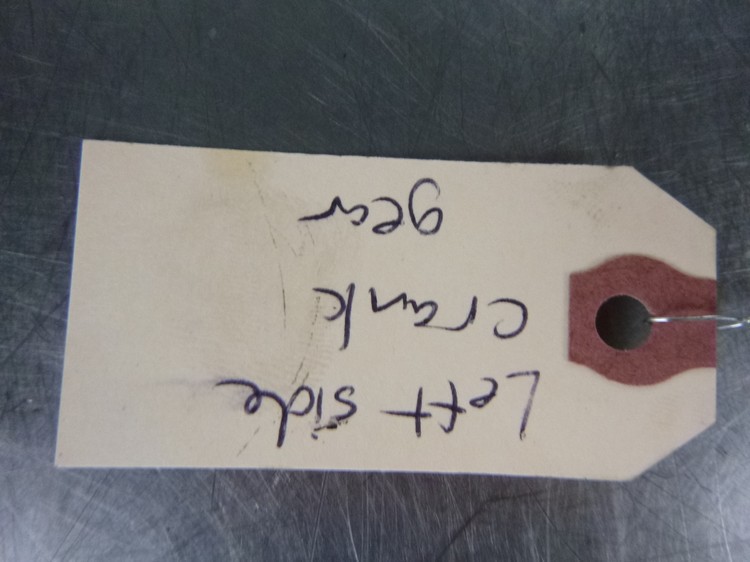 Left side
crank
gear